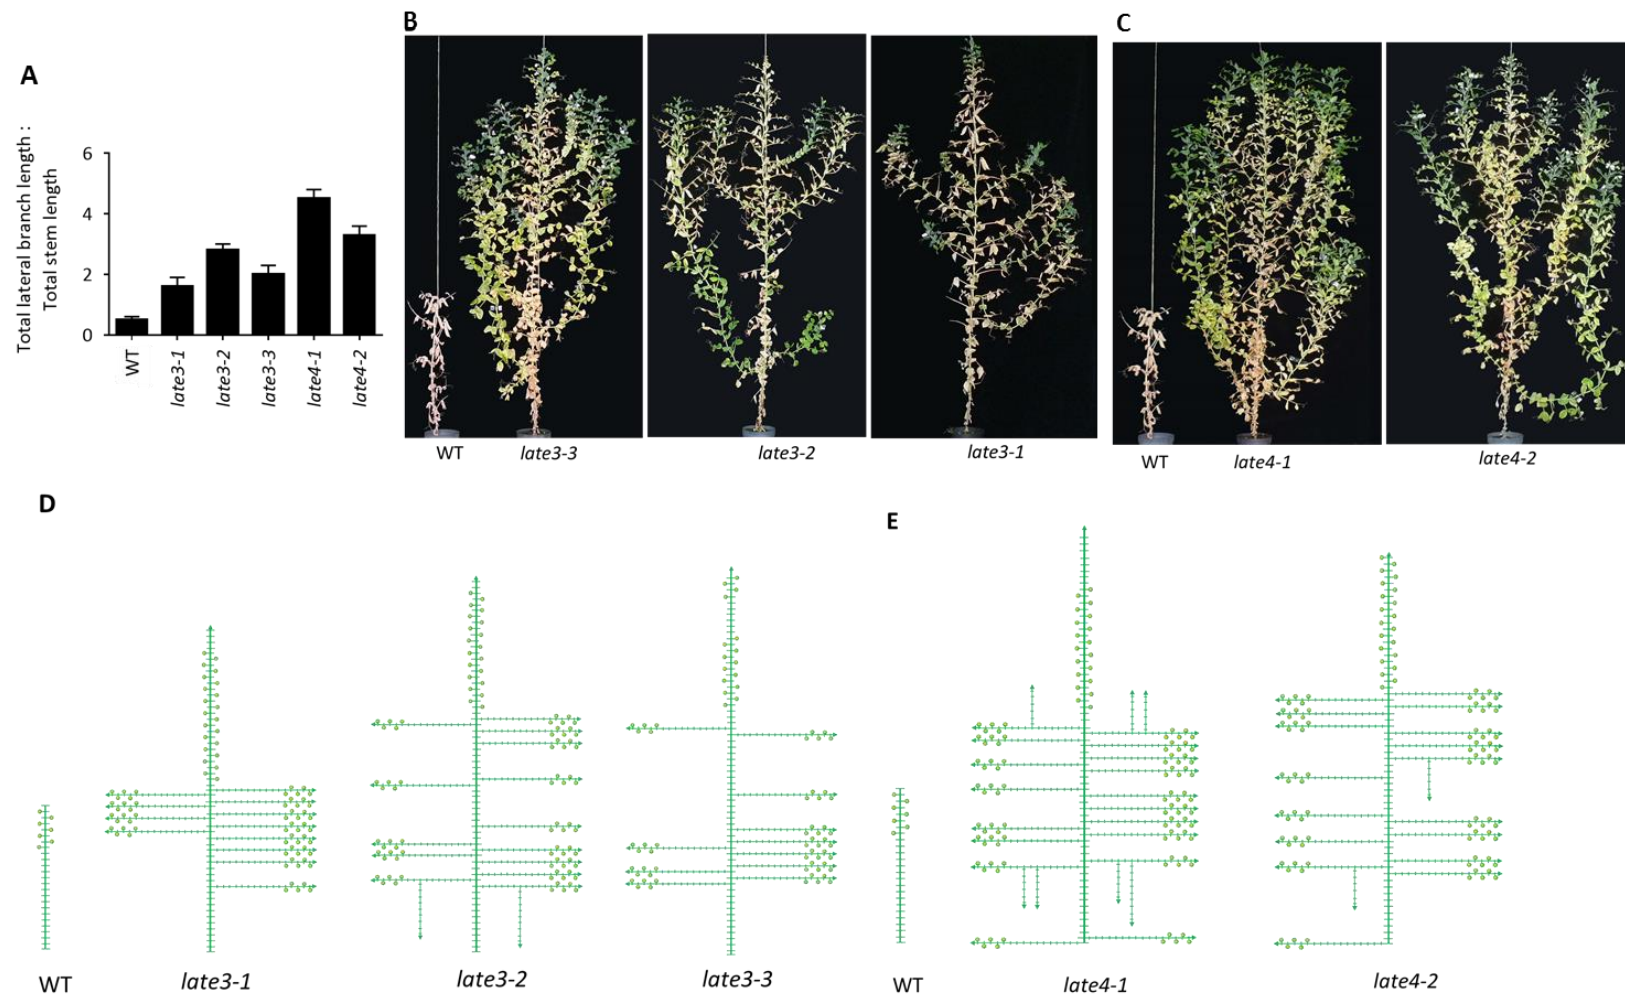 A
Total lateral branch length :
Total stem length
6
4
2
0
WT
late3-1
late3-2
late3-3
late4-1
late4-2
B
WT
late3-3
late3-2
late3-1
C
WT
late4-1
late4-2
D
WT
late3-1
late3-2
late3-3
E
WT
late4-1
late4-2